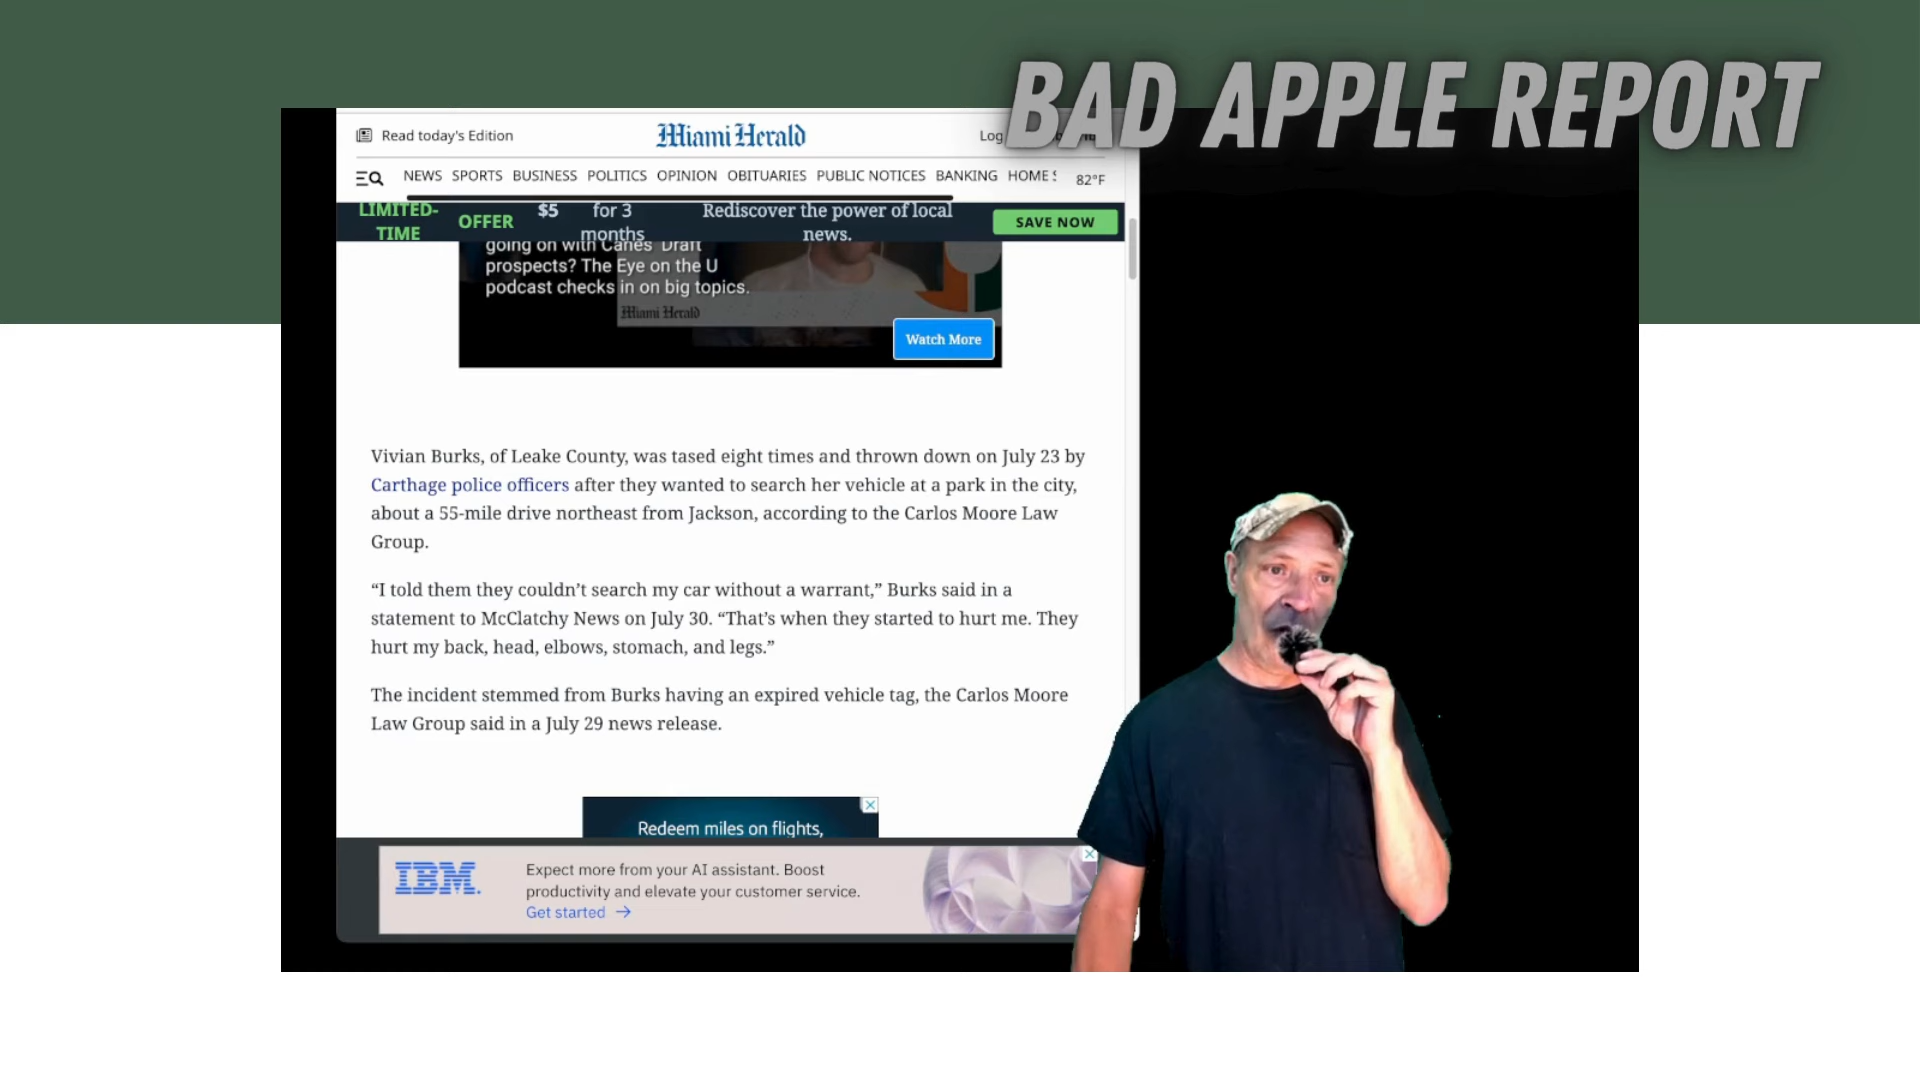 BAD APPLE REPORT
Read today's Edition
Miami Herald
Log
NEWS SPORTS BUSINESS POLITICS OPINION OBITUARIES PUBLIC NOTICES BANKING HOME
82°F
LIMITED-
TIME
OFFER
$5
for 3
months
Rediscover the power of local
news.
SAVE NOW
going on with Canes' Draft
prospects? The Eye on the U
podcast checks in on big topics.
Miami Herald
Watch More
Vivian Burks, of Leake County, was tased eight times and thrown down on July 23 by
Carthage police officers after they wanted to search her vehicle at a park in the city,
about a 55-mile drive northeast from Jackson, according to the Carlos Moore Law
Group.
“I told them they couldn’t search my car without a warrant,” Burks said in a
statement to McClatchy News on July 30. “That’s when they started to hurt me. They
hurt my back, head, elbows, stomach, and legs.”
The incident stemmed from Burks having an expired vehicle tag, the Carlos Moore
Law Group said in a July 29 news release.
Redeem miles on flights,
IBM.
Expect more from your AI assistant. Boost
productivity and elevate your customer service.
Get started →